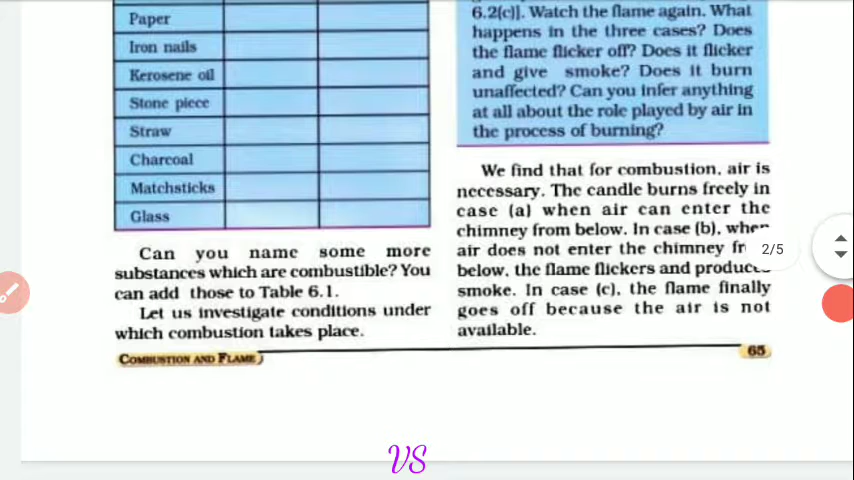 Paper
Iron nails
Kerosene oil
Stone piece
Straw
Charcoal
Matchsticks
Glass
Can you name some more
substances which are combustible? You
can add those to Table 6.1.
Let us investigate conditions under
which combustion takes place.
6.2(c)]. Watch the flame again. What
happens in the three cases? Does
the flame flicker off? Does it flicker
and give smoke? Does it burn
unaffected? Can you infer anything
at all about the role played by air in
the process of burning?
We find that for combustion, air is
necessary. The candle burns freely in
case (a) when air can enter the
chimney from below. In case (b), when
air does not enter the chimney
below, the flame flickers and produces
smoke. In case (c), the flame finally
goes off because the air is not
available.
2/5
COMBUSTION AND FLAME
65
VS